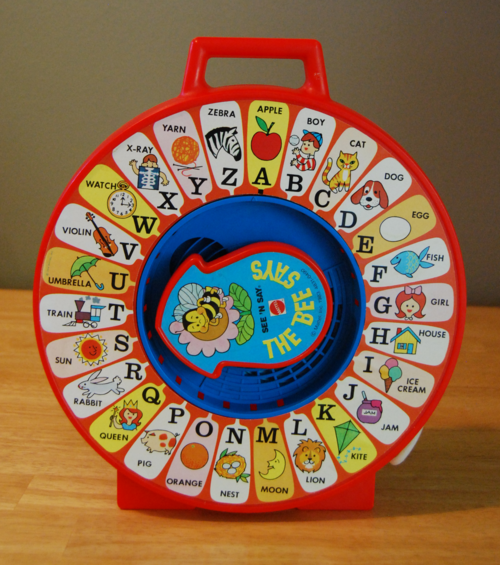 APPLE
A
BOY
B
CAT
C
DOG
D
EGG
E
FISH
F
GIRL
G
HOUSE
H
ICE
CREAM
I
JAM
J
KITE
K
LION
L
MOON
M
NEST
N
ORANGE
O
PIG
P
QUEEN
Q
RABBIT
R
SUN
S
TRAIN
T
UMBRELLA
U
VIOLIN
V
WATCH
W
X-RAY
X
YARN
Y
ZEBRA
Z
SEE 'N SAY
THE BEE
SAYS